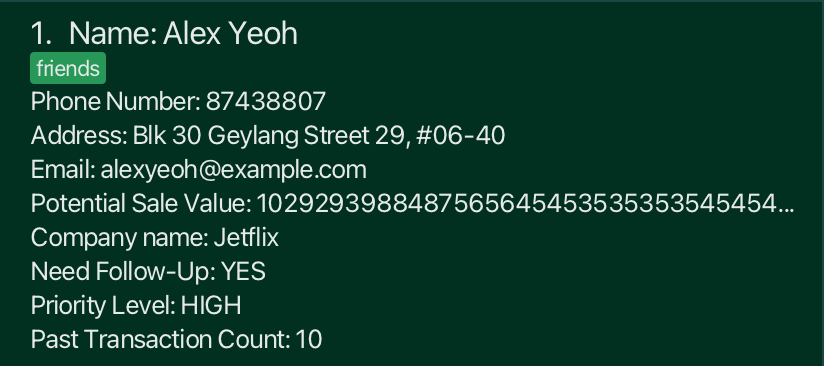 1. Name: Alex Yeoh
friends
Phone Number: 87438807
Address: Blk 30 Geylang Street 29, #06-40
Email: alexyeoh@example.com
Potential Sale Value: 10292939884875656454535353353545454...
Company name: Jetflix
Need Follow-Up: YES
Priority Level: HIGH
Past Transaction Count: 10